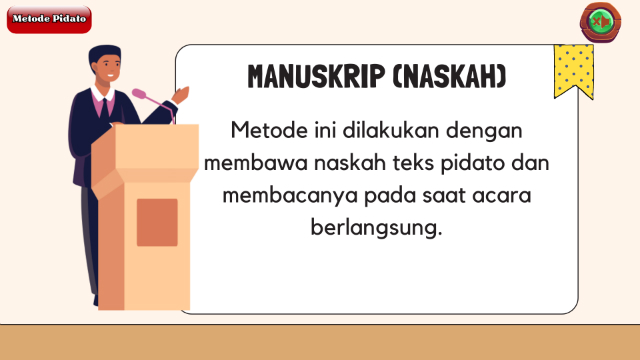 Metode Pidato
MANUSKRIP (NASKAH)
Metode ini dilakukan dengan
membawa naskah teks pidato dan
membacanya pada saat acara
berlangsung.